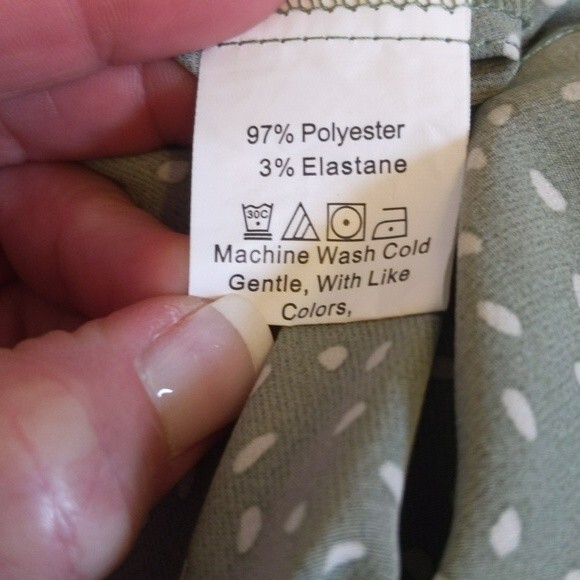 97% Polyester
3% Elastane
30C
Machine Wash Cold
Gentle, With Like
Colors,